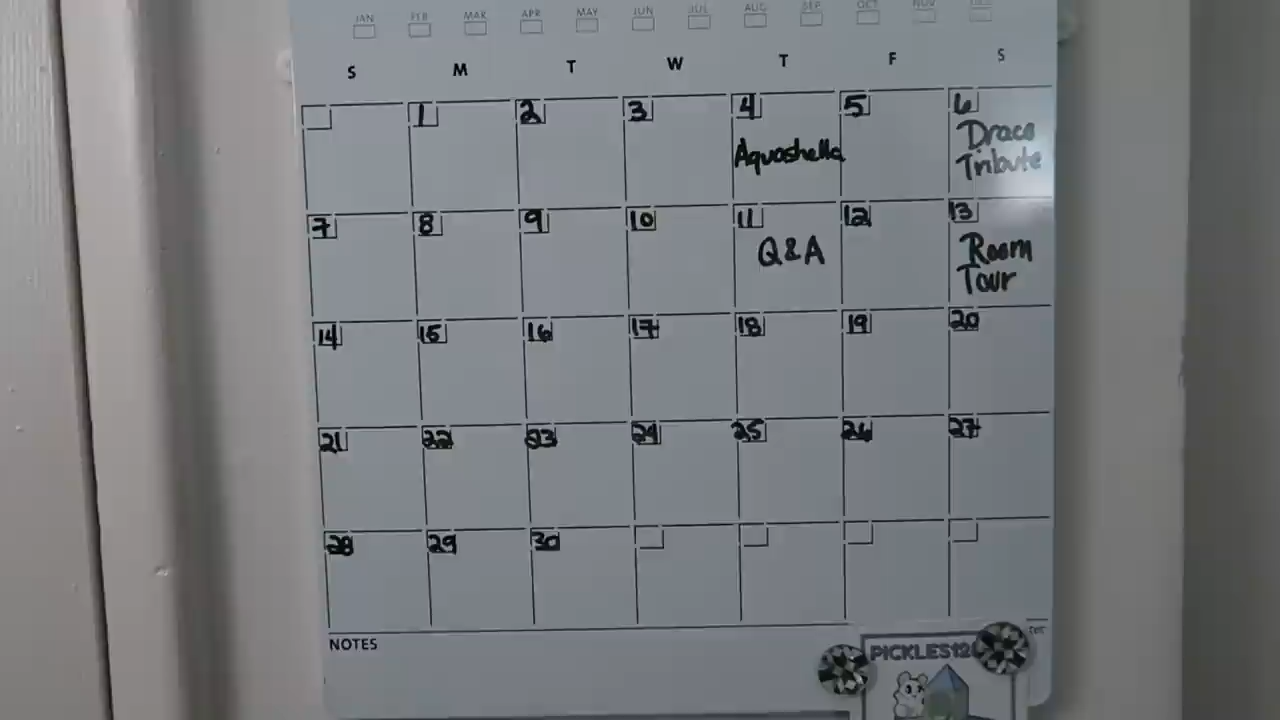 JAN FEB MAR APR MAY JUN JUL AUG SEP OCT NOV DEC
S M T W T F S
1 2 3 4 5 6
Aquashella
Draco
Tribute
7 8 9 10 11 12 13
Q&A
Room
Tour
14 15 16 17 18 19 20
21 22 23 24 25 26 27
28 29 30
NOTES
PICKLES12